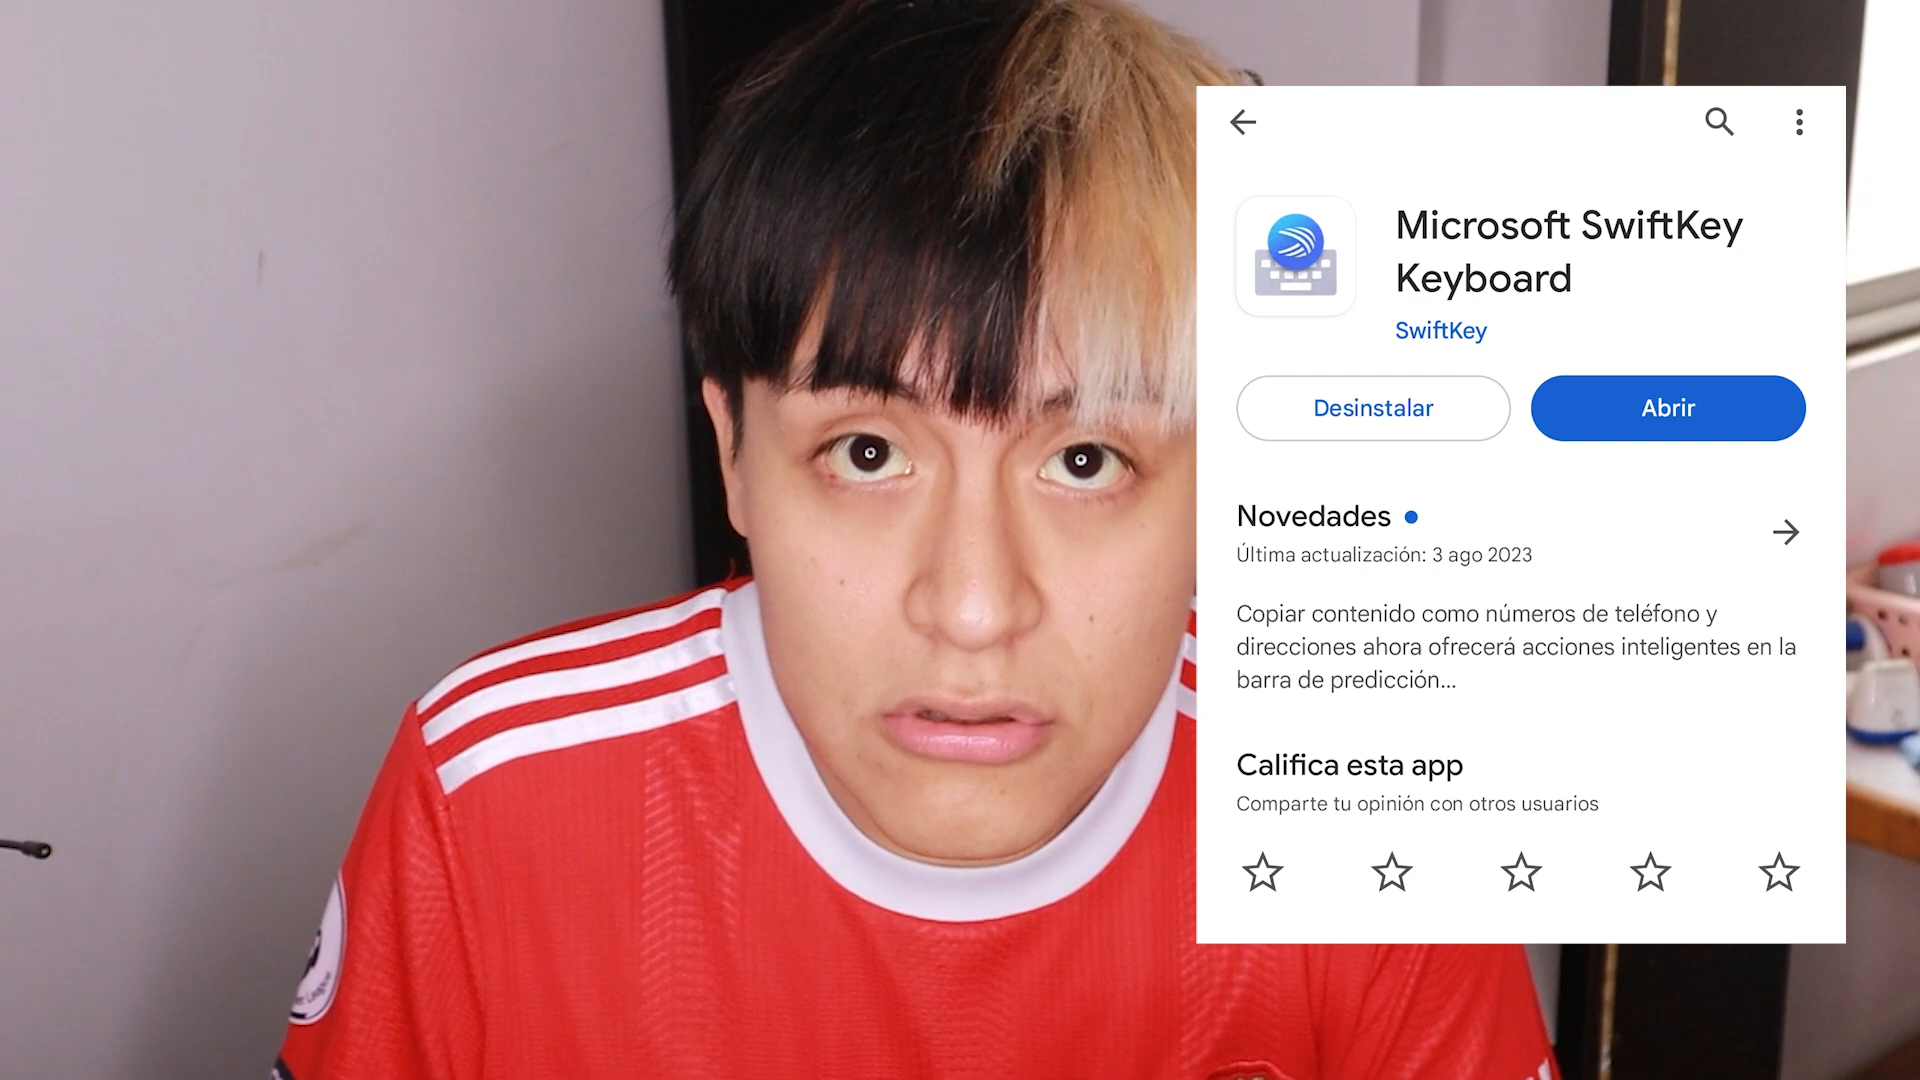 Microsoft SwiftKey
Keyboard
SwiftKey
Desinstalar
Abrir
Novedades
Última actualización: 3 ago 2023
Copiar contenido como números de teléfono y
direcciones ahora ofrecerá acciones inteligentes en la
barra de predicción...
Califica esta app
Comparte tu opinión con otros usuarios